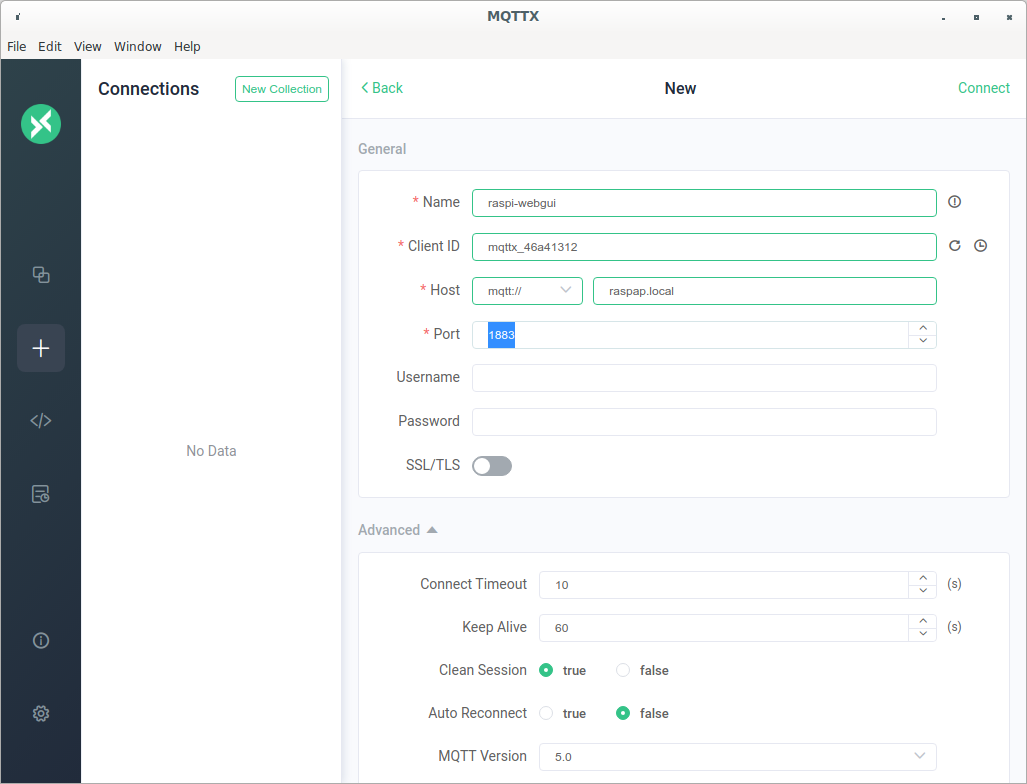 MQTTX
File Edit View Window Help
Connections
New Collection
No Data
Back
New
Connect
General
* Name raspi-webgui
* Client ID mqttx_46a41312
* Host mqtt:// raspap.local
* Port 1883
Username
Password
SSL/TLS
Advanced
Connect Timeout 10 (s)
Keep Alive 60 (s)
Clean Session true false
Auto Reconnect true false
MQTT Version 5.0